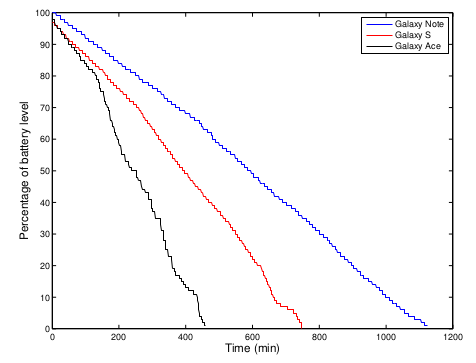 100
90
80
70
60
50
40
30
20
10
0
Percentage of battery level
Galaxy Note
Galaxy S
Galaxy Ace
0 200 400 600 800 1000 1200
Time (min)